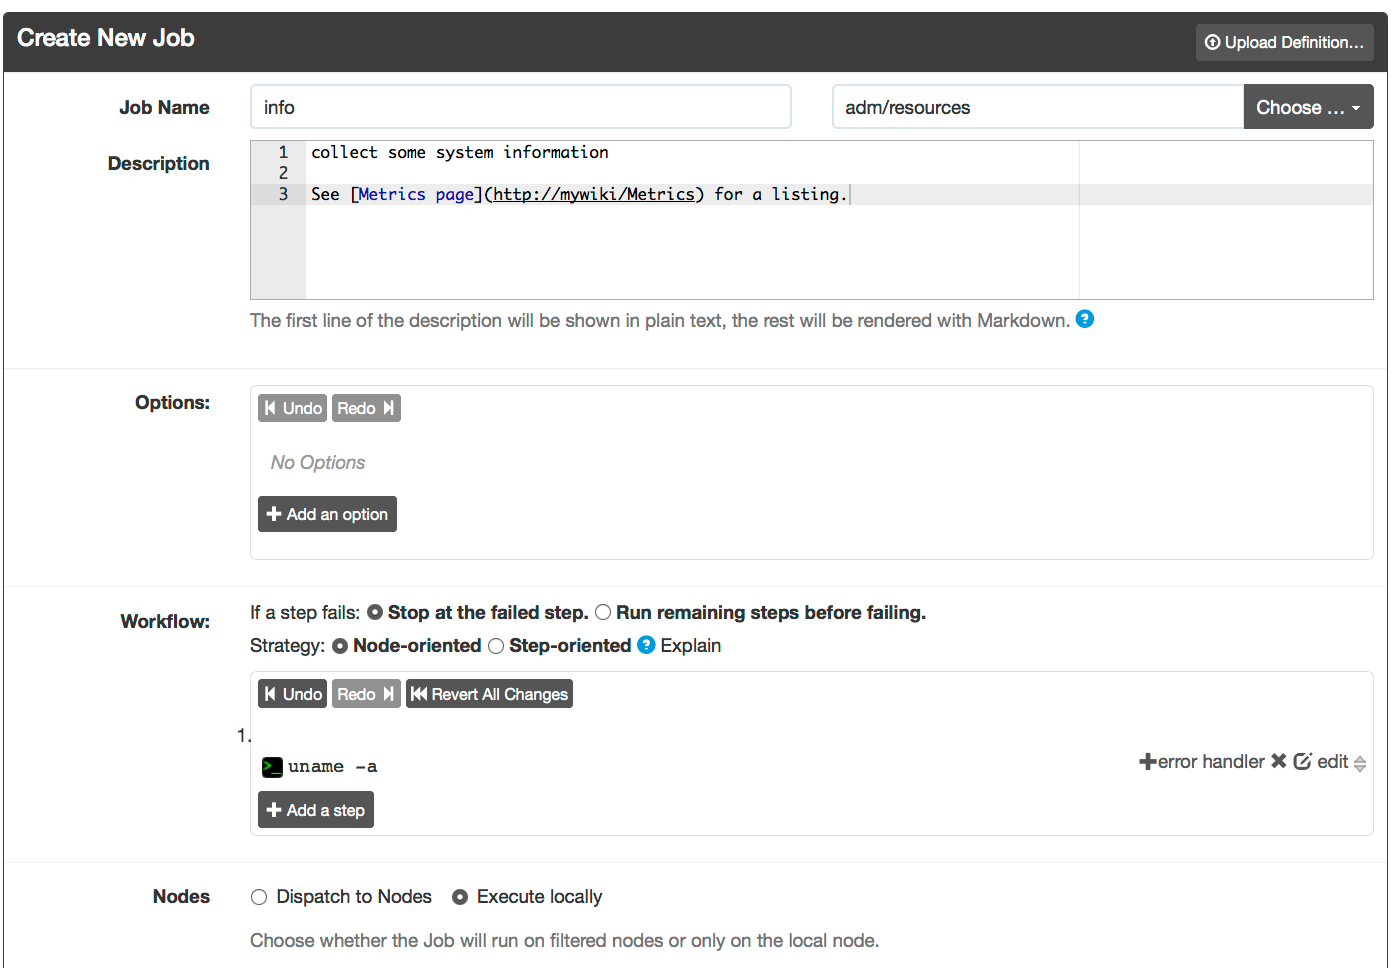 Create New Job
Upload Definition...
Job Name info adm/resources Choose ...
Description
1 collect some system information
2
3 See [Metrics page](http://mywiki/Metrics) for a listing.
The first line of the description will be shown in plain text, the rest will be rendered with Markdown. ?
Options:
Undo Redo
No Options
Add an option
Workflow: If a step fails: Stop at the failed step. Run remaining steps before failing.
Strategy: Node-oriented Step-oriented ? Explain
Undo Redo Revert All Changes
1.
>_ uname -a error handler edit
Add a step
Nodes Dispatch to Nodes Execute locally
Choose whether the Job will run on filtered nodes or only on the local node.